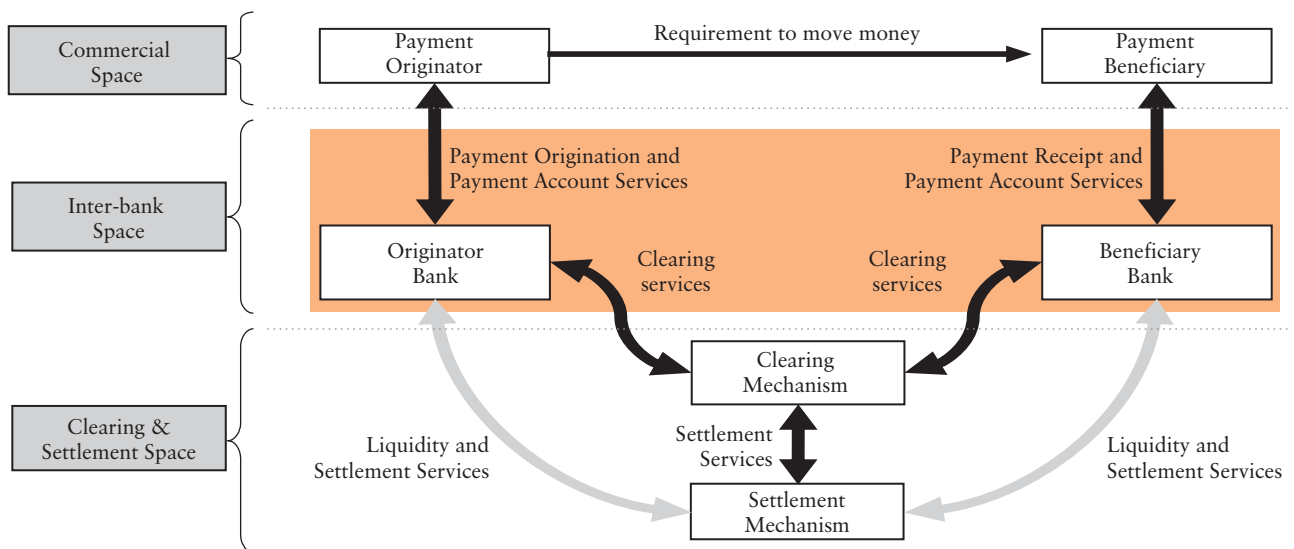 Commercial
Space
Payment
Originator
Requirement to move money
Payment
Beneficiary
Inter-bank
Space
Payment Origination and
Payment Account Services
Payment Receipt and
Payment Account Services
Originator
Bank
Clearing
services
Clearing
services
Beneficiary
Bank
Clearing &
Settlement Space
Clearing
Mechanism
Liquidity and
Settlement Services
Settlement
Services
Liquidity and
Settlement Services
Settlement
Mechanism